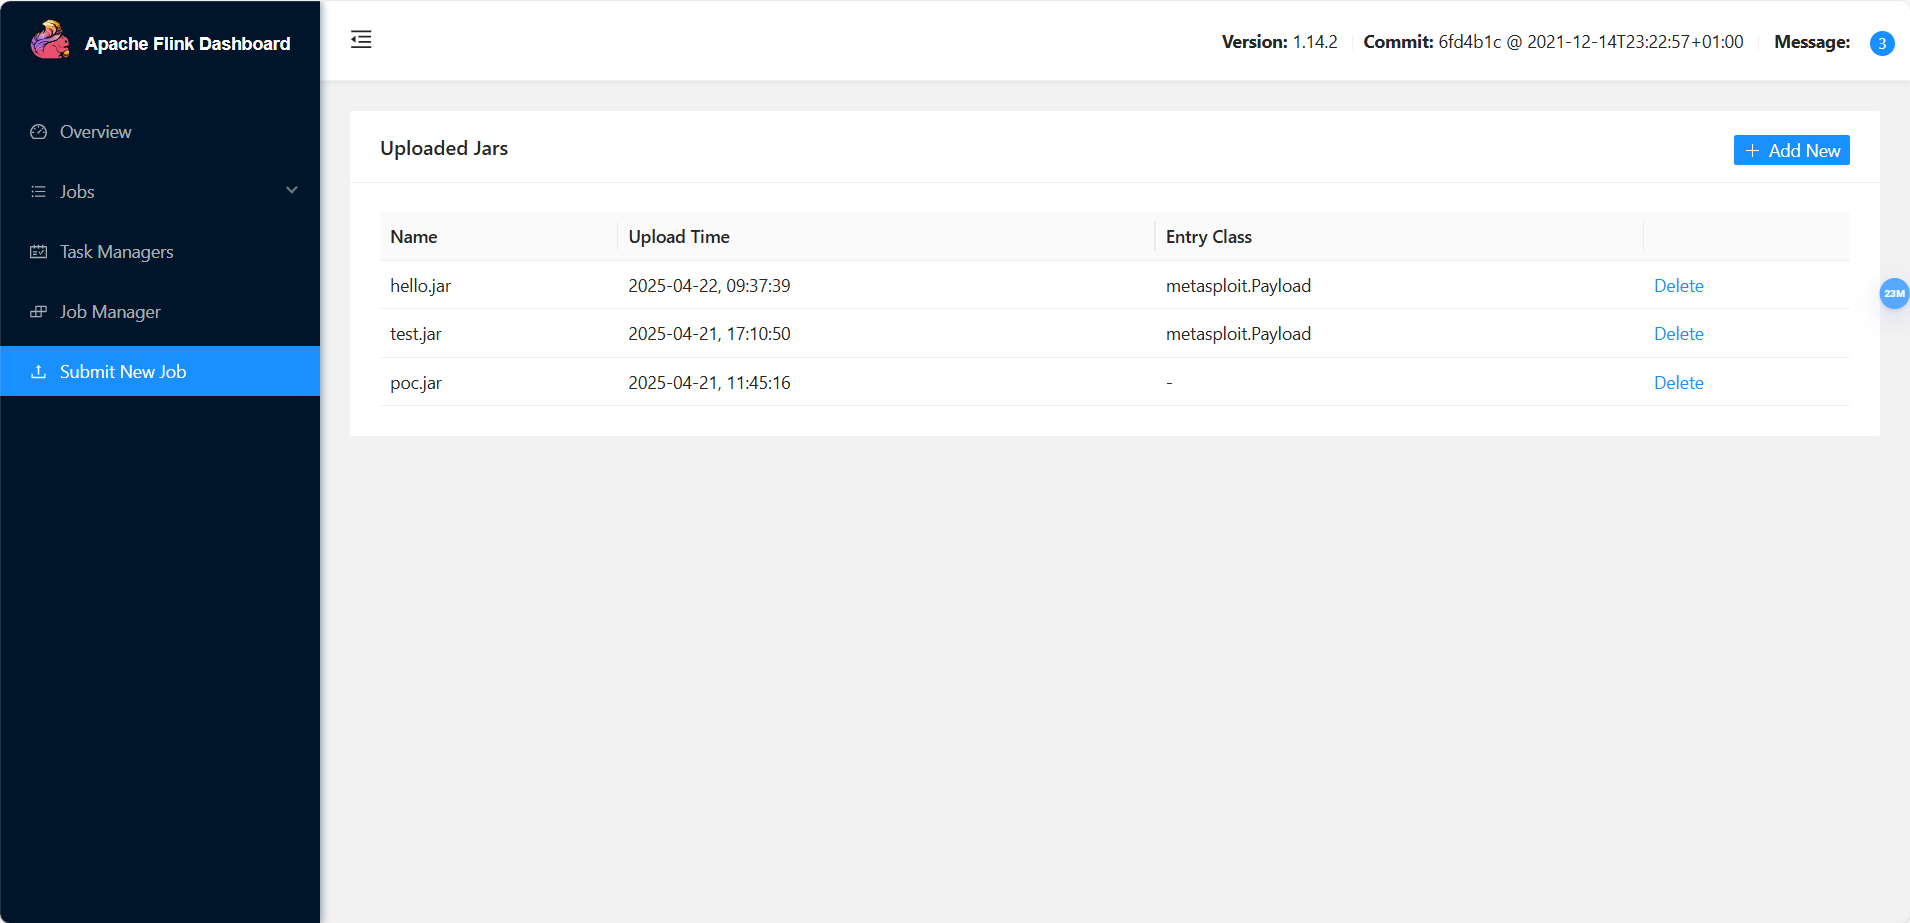 Apache Flink Dashboard
Version: 1.14.2 Commit: 6fd4b1c @ 2021-12-14T23:22:57+01:00 Message: 3
Overview
Jobs
Task Managers
Job Manager
Submit New Job
Uploaded Jars
Add New
Name Upload Time Entry Class
hello.jar 2025-04-22, 09:37:39 metasploit.Payload Delete
test.jar 2025-04-21, 17:10:50 metasploit.Payload Delete
poc.jar 2025-04-21, 11:45:16 - Delete
23M